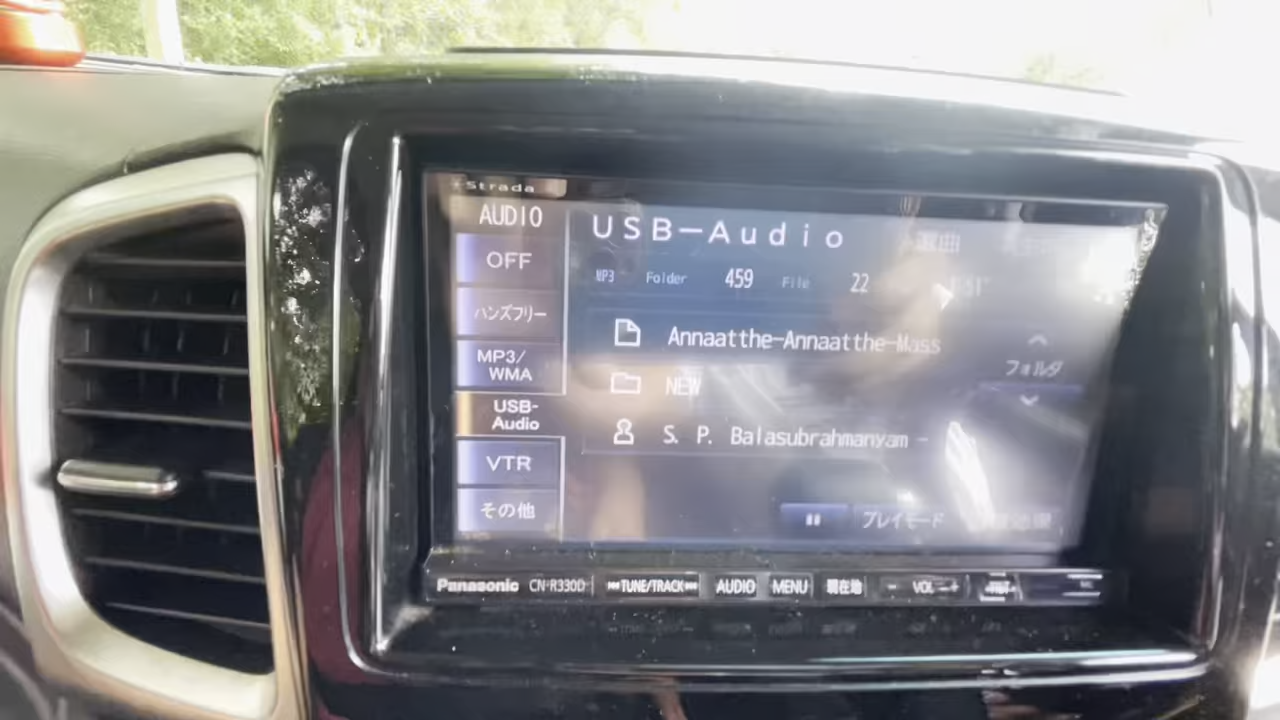 Strada
AUDIO
USB-Audio
OFF
MP3 Folder 459 File 22
ハンズフリー
Annaatthe-Annaatthe-Mass
MP3/
WMA
フォルダ
NEW
USB-
Audio
S. P. Balasubrahmanyam -
VTR
その他
プレイモード
Panasonic CN-R330D TUNE/TRACK AUDIO MENU 現在地 - VOL +